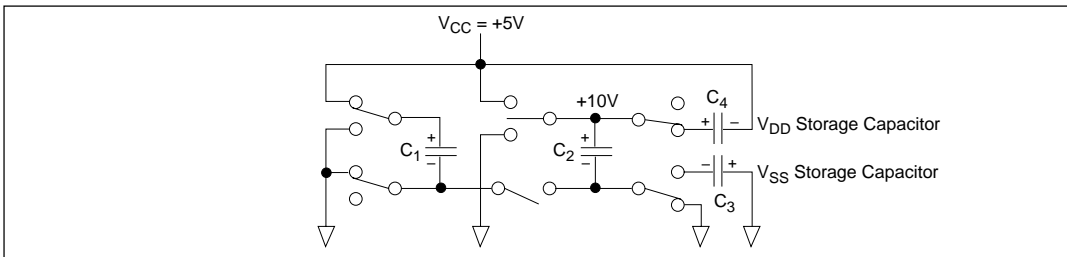 V_CC = +5V
+10V
C_4
+ −
V_DD Storage Capacitor
+
C_1
−
+
C_2
−
− +
V_SS Storage Capacitor
C_3